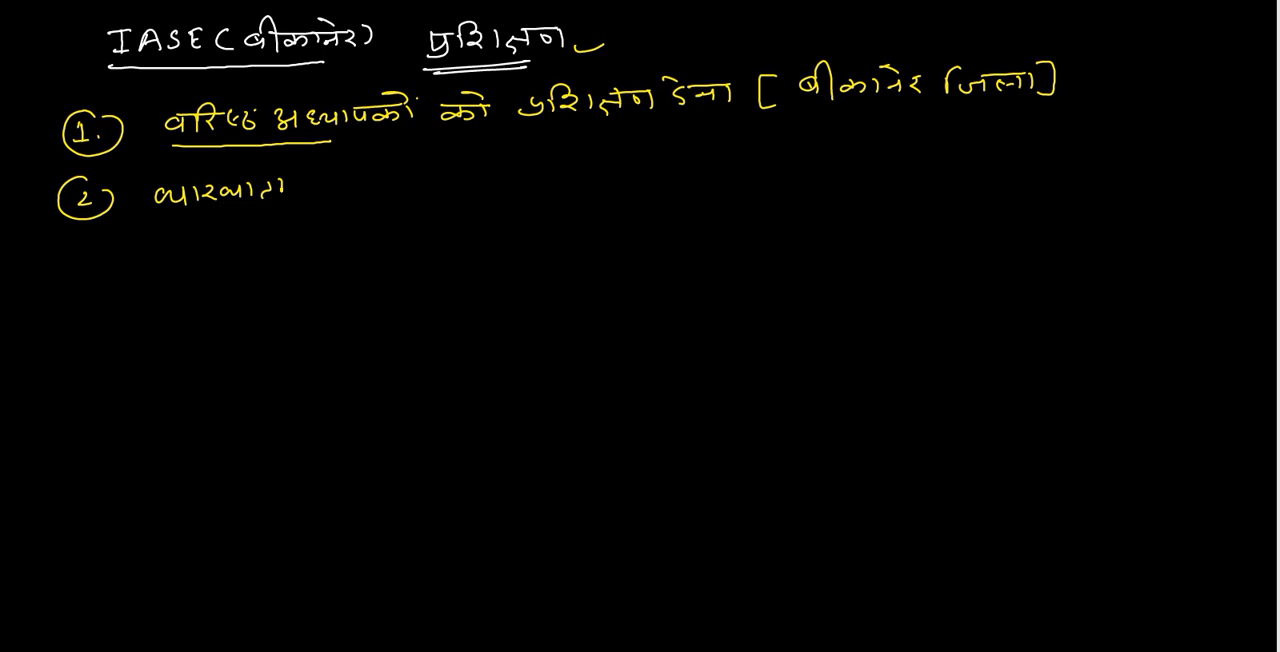 IASE (बीकानेर) प्रशिक्षण
1. वरिष्ठ अध्यापकों को प्रशिक्षण देना [बीकानेर जिला]
2 व्याख्याता